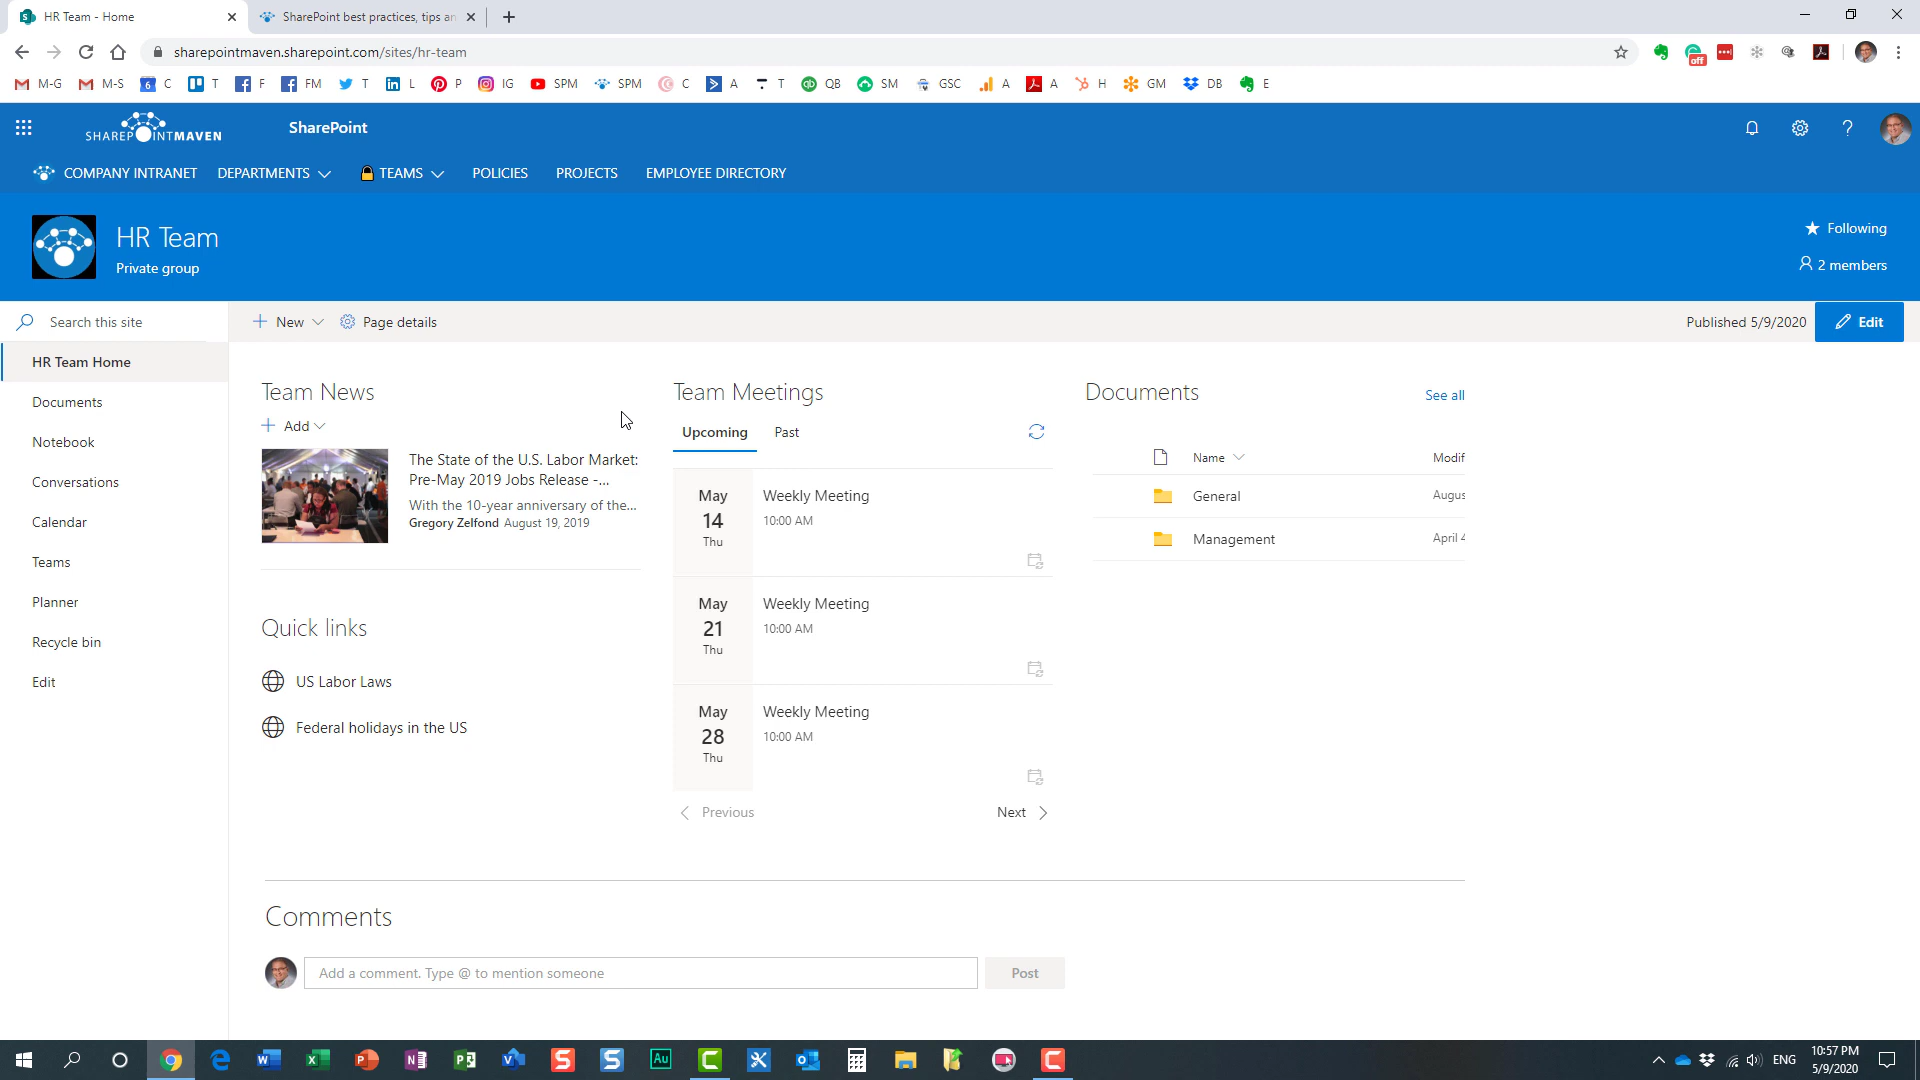 HR Team - Home
SharePoint best practices, tips an
sharepointmaven.sharepoint.com/sites/hr-team
off
M-G M-S 6 C T F FM T L P IG SPM SPM C A T QB SM GSC A A H GM DB E
SHAREPOINTMAVEN
SharePoint
COMPANY INTRANET DEPARTMENTS TEAMS POLICIES PROJECTS EMPLOYEE DIRECTORY
HR Team
Private group
Following
2 members
Search this site
New Page details
Published 5/9/2020
Edit
HR Team Home
Documents
Notebook
Conversations
Calendar
Teams
Planner
Recycle bin
Edit
Team News
Add
The State of the U.S. Labor Market:
Pre-May 2019 Jobs Release -...
With the 10-year anniversary of the...
Gregory Zelfond August 19, 2019
Quick links
US Labor Laws
Federal holidays in the US
Team Meetings
Upcoming Past
May
14
Thu
Weekly Meeting
10:00 AM
May
21
Thu
Weekly Meeting
10:00 AM
May
28
Thu
Weekly Meeting
10:00 AM
Previous Next
Documents
See all
Name Modif
General Augus
Management April 4
Comments
Add a comment. Type @ to mention someone
Post
Au
ENG
10:57 PM
5/9/2020